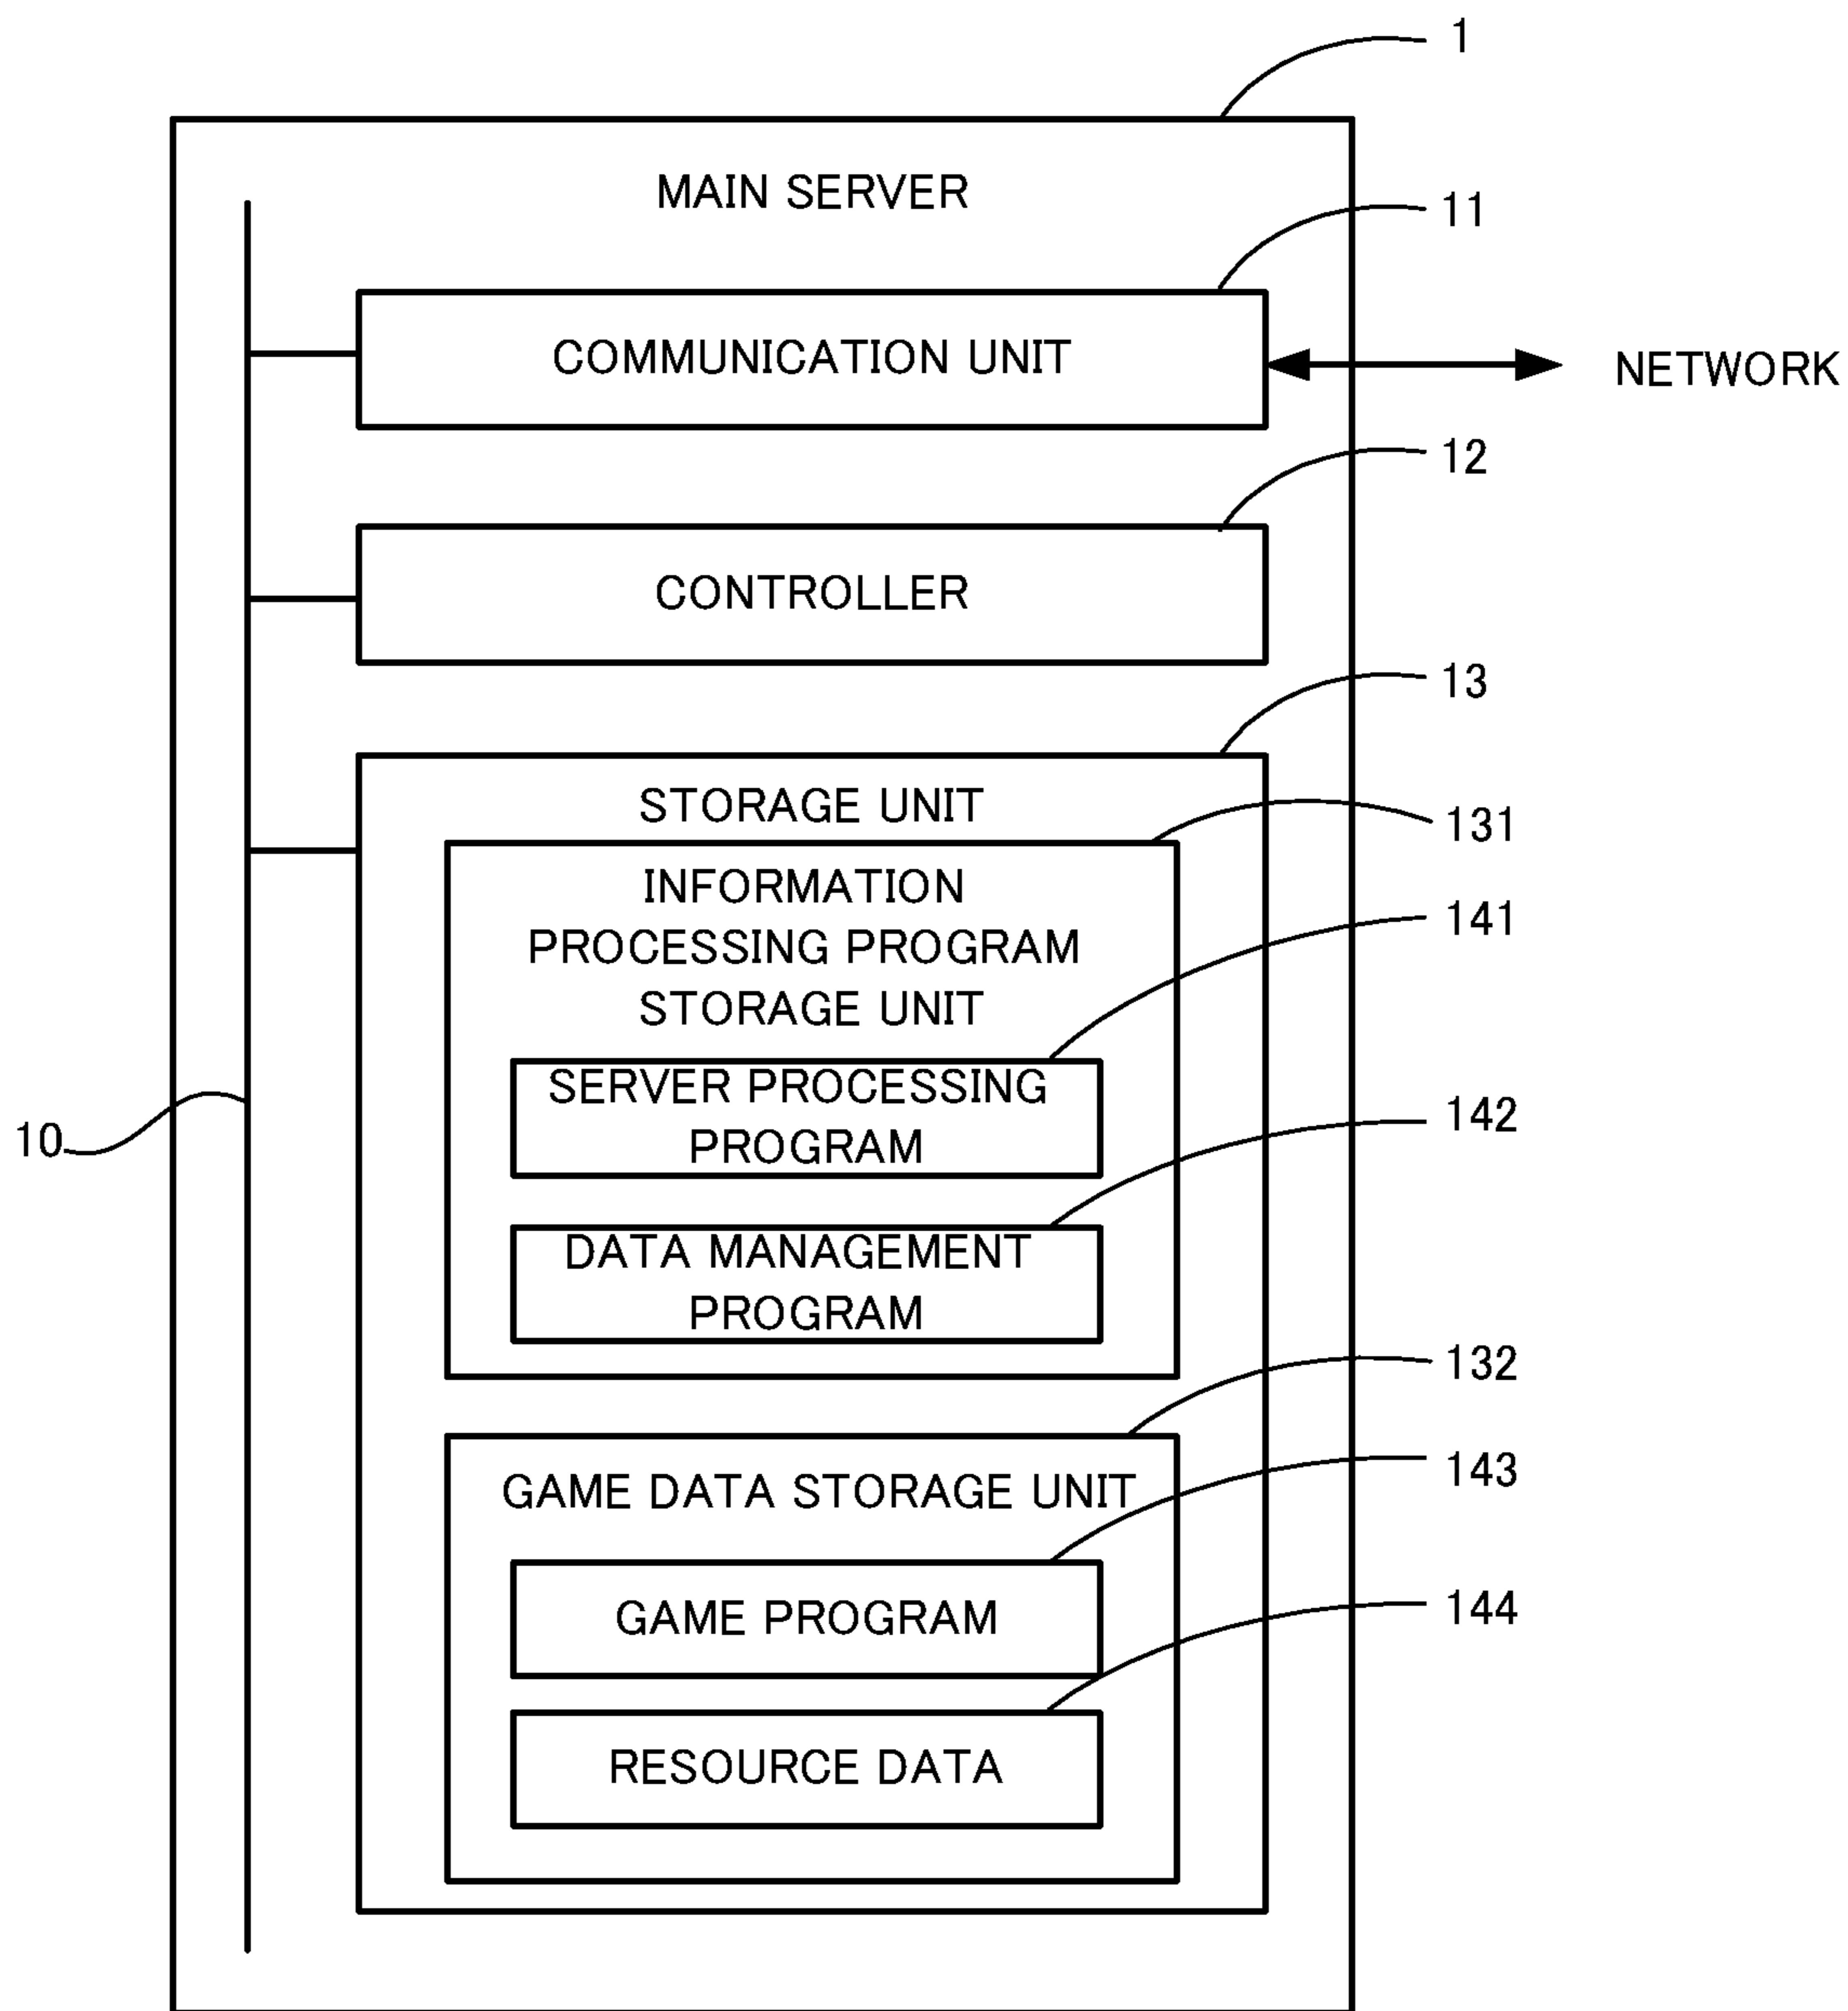 1
MAIN SERVER
11
COMMUNICATION UNIT
NETWORK
12
CONTROLLER
13
STORAGE UNIT
131
INFORMATION
PROCESSING PROGRAM
STORAGE UNIT
141
SERVER PROCESSING
PROGRAM
10
142
DATA MANAGEMENT
PROGRAM
132
GAME DATA STORAGE UNIT
143
GAME PROGRAM
144
RESOURCE DATA